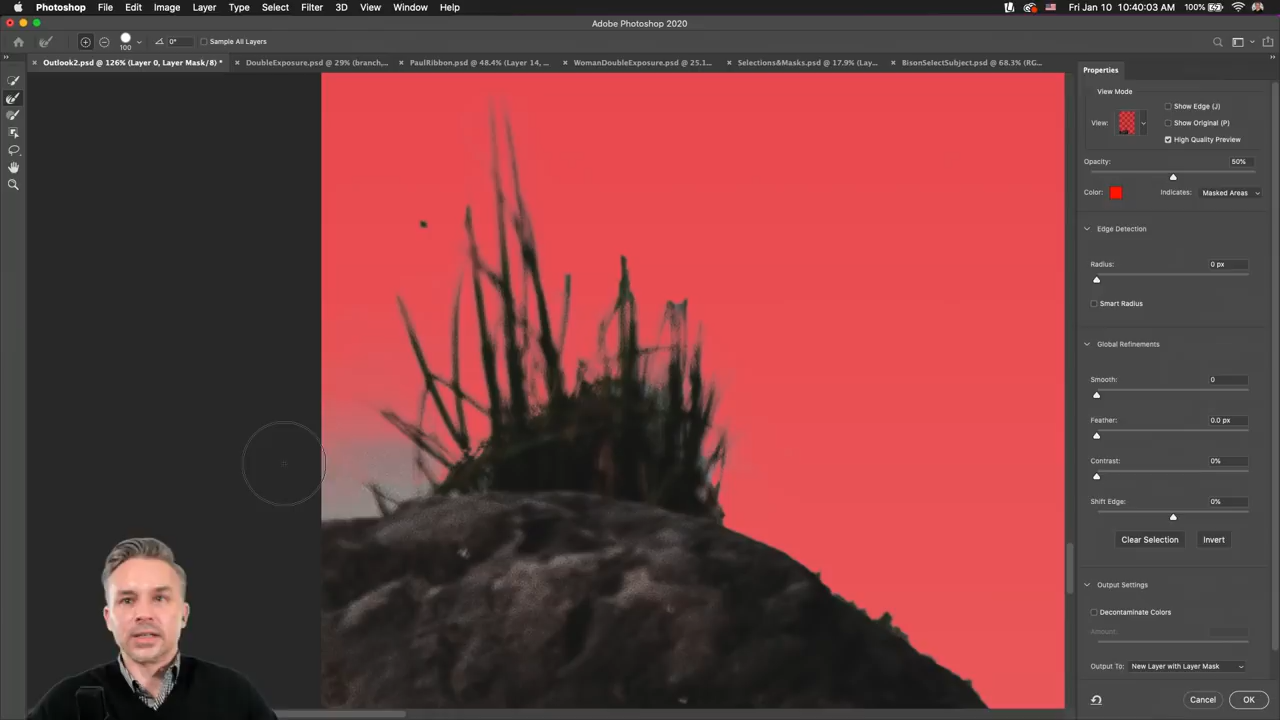 Photoshop File Edit Image Layer Type Select Filter 3D View Window Help 100% Fri Jan 10 10:40:03 AM
Adobe Photoshop 2020
100 0° Sample All Layers
Outlook2.psd @ 126% (Layer 0, Layer Mask/8) * DoubleExposure.psd @ 29% (branch,... PaulRibbon.psd @ 48.4% (Layer 14, ... WomanDoubleExposure.psd @ 25.1... Selections&Masks.psd @ 17.9% (Lay... BisonSelectSubject.psd @ 68.3% (RG...
Properties
View Mode
Show Edge (J)
View: Show Original (P)
High Quality Preview
Opacity: 50%
Color: Indicates: Masked Areas
Edge Detection
Radius: 0 px
Smart Radius
Global Refinements
Smooth: 0
Feather: 0.0 px
Contrast: 0%
Shift Edge: 0%
Clear Selection Invert
Output Settings
Decontaminate Colors
Amount:
Output To: New Layer with Layer Mask
Cancel OK